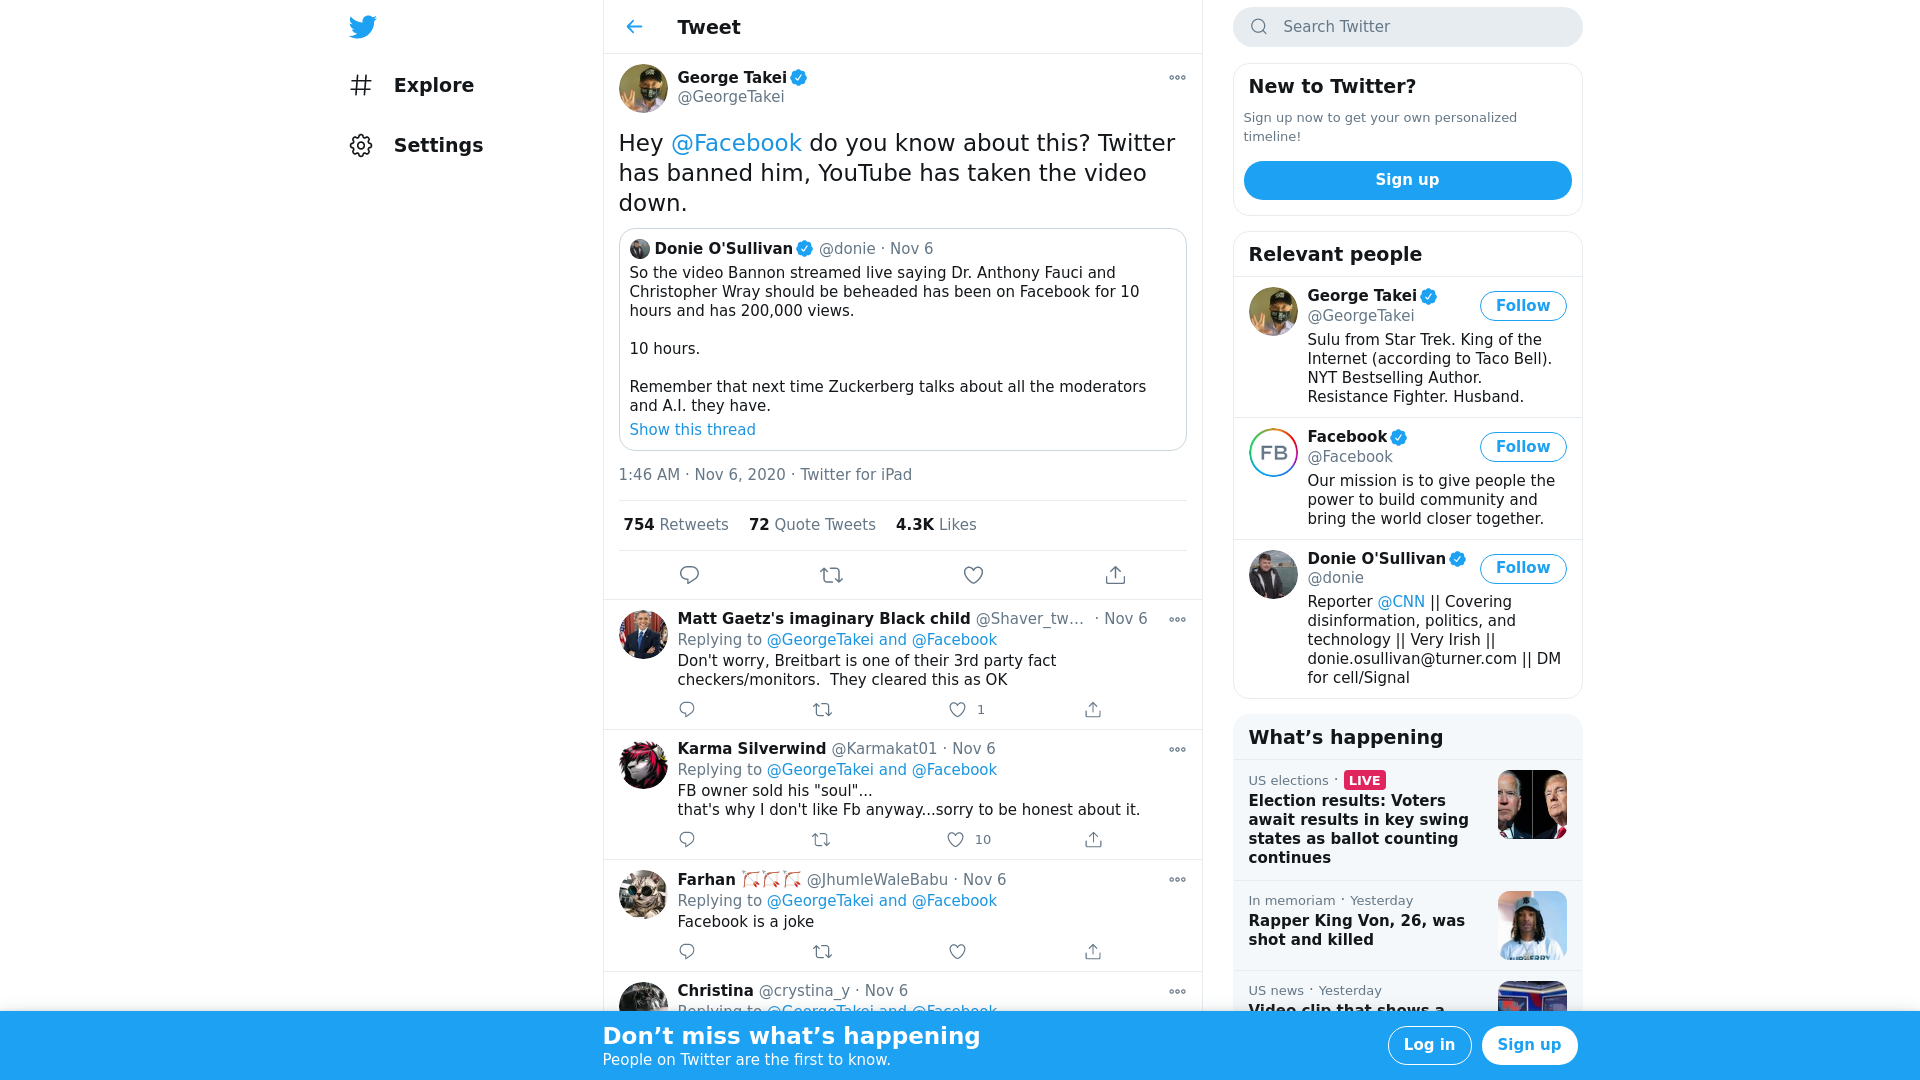 Explore
Settings
Tweet
George Takei
@GeorgeTakei
Hey @Facebook do you know about this? Twitter
has banned him, YouTube has taken the video
down.
Donie O'Sullivan @donie · Nov 6
So the video Bannon streamed live saying Dr. Anthony Fauci and
Christopher Wray should be beheaded has been on Facebook for 10
hours and has 200,000 views.
10 hours.
Remember that next time Zuckerberg talks about all the moderators
and A.I. they have.
Show this thread
1:46 AM · Nov 6, 2020 · Twitter for iPad
754 Retweets 72 Quote Tweets 4.3K Likes
Matt Gaetz's imaginary Black child @Shaver_tw... · Nov 6
Replying to @GeorgeTakei and @Facebook
Don't worry, Breitbart is one of their 3rd party fact
checkers/monitors.  They cleared this as OK
1
Karma Silverwind @Karmakat01 · Nov 6
Replying to @GeorgeTakei and @Facebook
FB owner sold his "soul"...
that's why I don't like Fb anyway...sorry to be honest about it.
10
Farhan 🏹🏹🏹 @JhumleWaleBabu · Nov 6
Replying to @GeorgeTakei and @Facebook
Facebook is a joke
Christina @crystina_y · Nov 6
Replying to @GeorgeTakei and @Facebook
Search Twitter
New to Twitter?
Sign up now to get your own personalized
timeline!
Sign up
Relevant people
George Takei
@GeorgeTakei
Follow
Sulu from Star Trek. King of the
Internet (according to Taco Bell).
NYT Bestselling Author.
Resistance Fighter. Husband.
FB
Facebook
@Facebook
Follow
Our mission is to give people the
power to build community and
bring the world closer together.
Donie O'Sullivan
@donie
Follow
Reporter @CNN || Covering
disinformation, politics, and
technology || Very Irish ||
donie.osullivan@turner.com || DM
for cell/Signal
What's happening
US elections · LIVE
Election results: Voters
await results in key swing
states as ballot counting
continues
In memoriam · Yesterday
Rapper King Von, 26, was
shot and killed
US news · Yesterday
Video clip that shows a
Don't miss what's happening
People on Twitter are the first to know.
Log in
Sign up